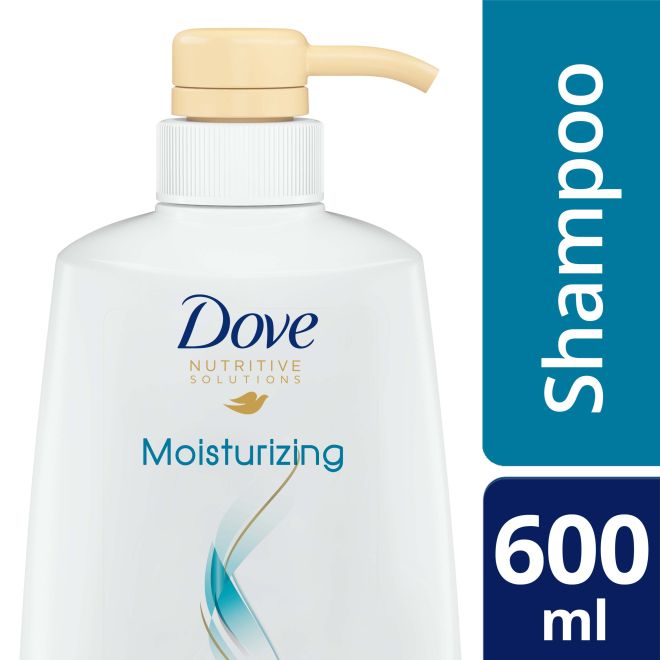 Dove
NUTRITIVE
SOLUTIONS
Moisturizing
Shampoo
600
ml